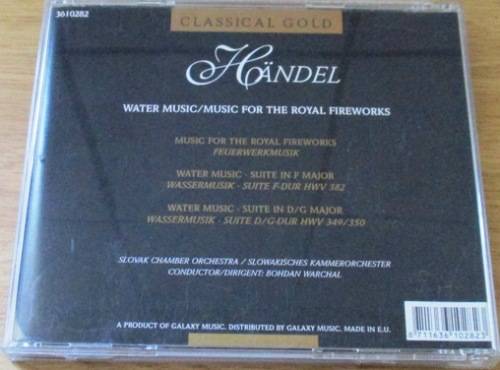 3610282
CLASSICAL GOLD
HÄNDEL
WATER MUSIC/MUSIC FOR THE ROYAL FIREWORKS
MUSIC FOR THE ROYAL FIREWORKS
FEUERWERKMUSIK
WATER MUSIC · SUITE IN F MAJOR
WASSERMUSIK · SUITE F-DUR HWV 382
WATER MUSIC · SUITE IN D/G MAJOR
WASSERMUSIK · SUITE D/G-DUR HWV 349/350
SLOVAK CHAMBER ORCHESTRA / SLOWAKISCHES KAMMERORCHESTER
CONDUCTOR/DIRIGENT: BOHDAN WARCHAL
A PRODUCT OF GALAXY MUSIC. DISTRIBUTED BY GALAXY MUSIC. MADE IN E.U.
8 711636 102823